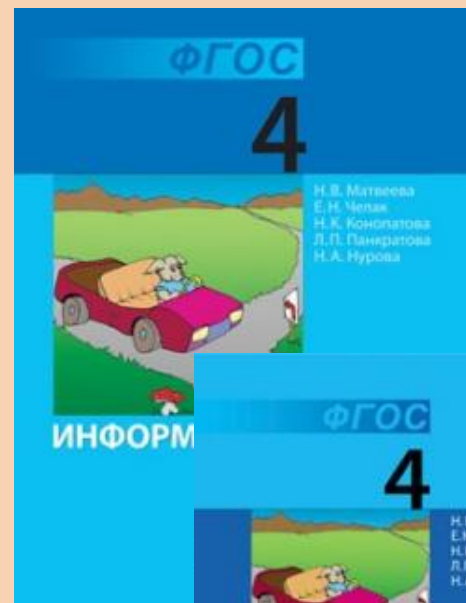 ФГОС
4
Н.В. Матвеева
Е.Н. Челак
Н.К. Конопатова
Л.П. Панкратова
Н.А. Нурова
ИНФОРМ
ФГОС
4